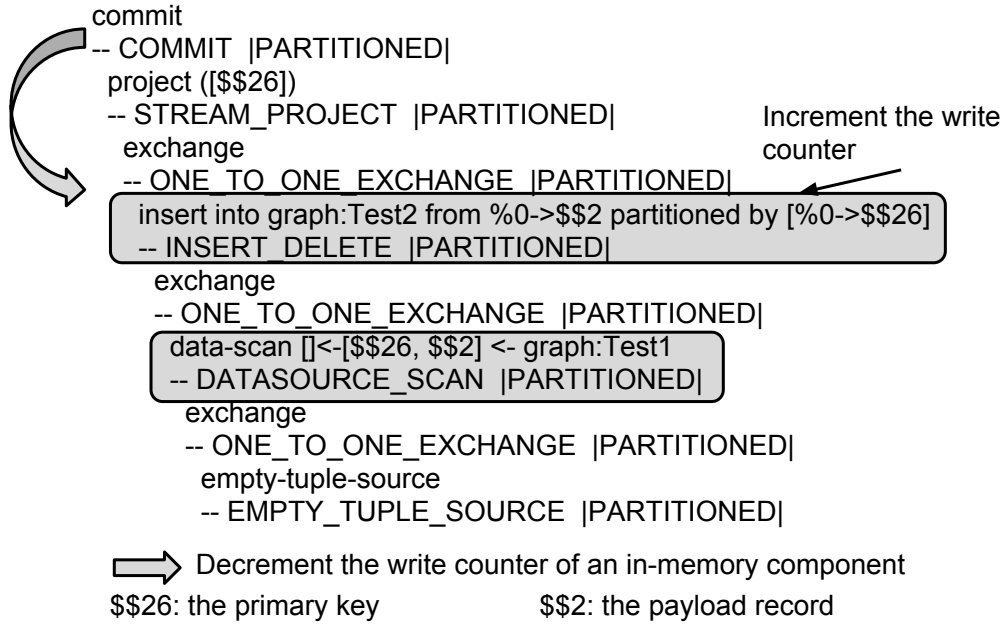 commit
-- COMMIT |PARTITIONED|
project ([$$26])
-- STREAM_PROJECT |PARTITIONED|
Increment the write
counter
exchange
-- ONE_TO_ONE_EXCHANGE |PARTITIONED|
insert into graph:Test2 from %0->$$2 partitioned by [%0->$$26]
-- INSERT_DELETE |PARTITIONED|
exchange
-- ONE_TO_ONE_EXCHANGE |PARTITIONED|
data-scan []<-[$$26, $$2] <- graph:Test1
-- DATASOURCE_SCAN |PARTITIONED|
exchange
-- ONE_TO_ONE_EXCHANGE |PARTITIONED|
empty-tuple-source
-- EMPTY_TUPLE_SOURCE |PARTITIONED|
Decrement the write counter of an in-memory component
$$26: the primary key $$2: the payload record